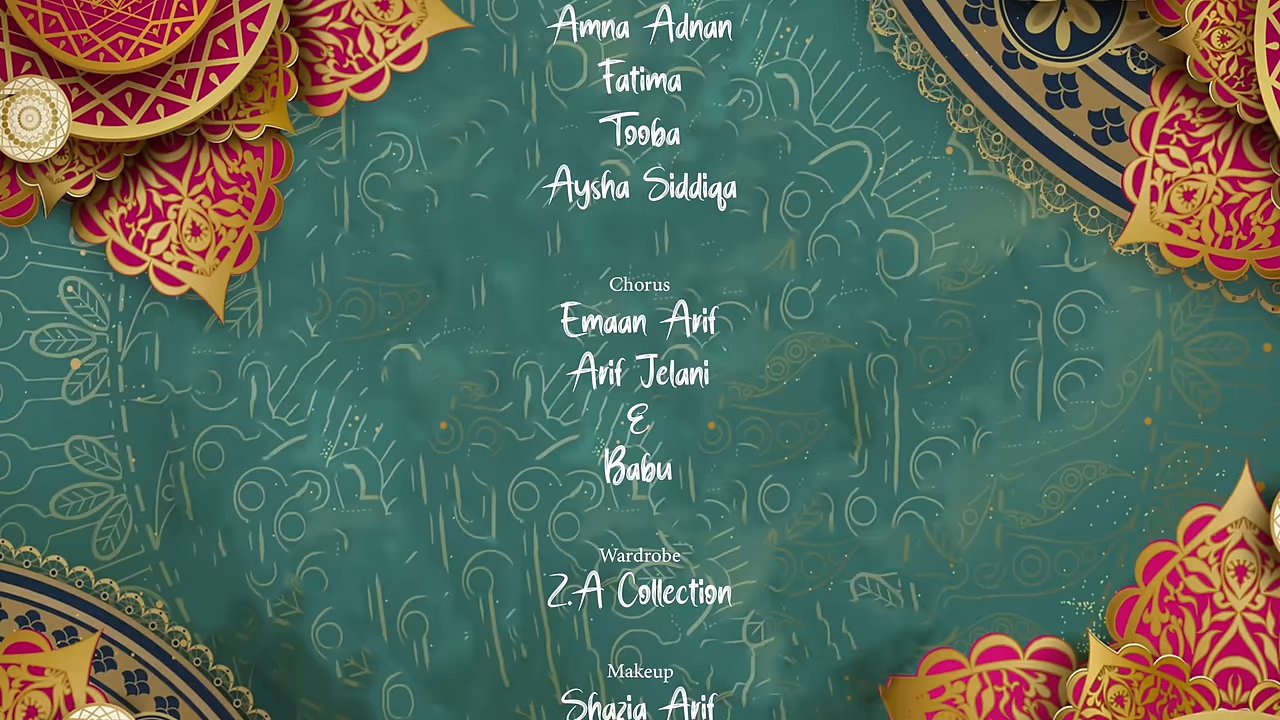 Amna Adnan
Fatima
Tooba
Aysha Siddiqa
Chorus
Emaan Arif
Arif Jelani
&
Babu
Wardrobe
Z.A Collection
Makeup
Shazia Arif